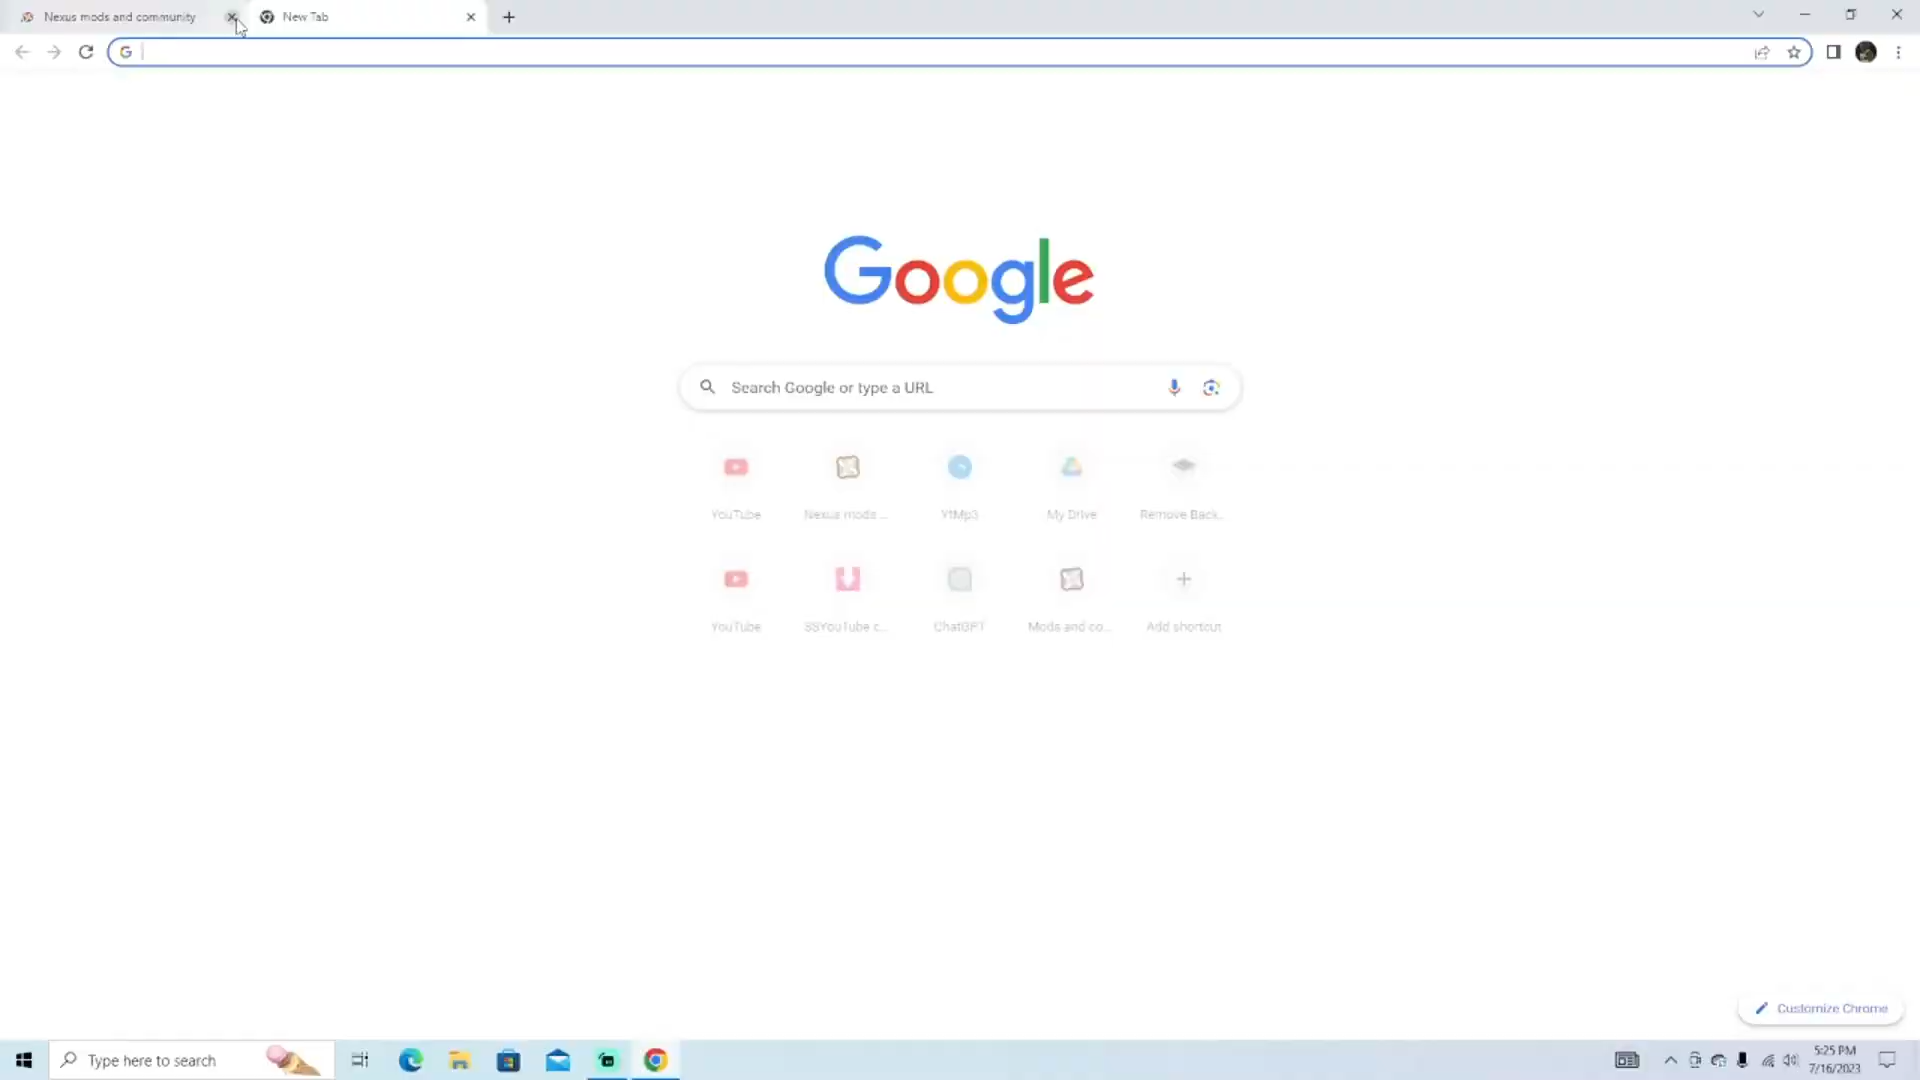 Nexus mods and community
New Tab
Google
Search Google or type a URL
YouTube
Nexus mods ...
YtMp3
My Drive
Remove Back...
YouTube
SSYouTube c...
ChatGPT
Mods and co...
Add shortcut
Customize Chrome
Type here to search
5:25 PM
7/16/2023